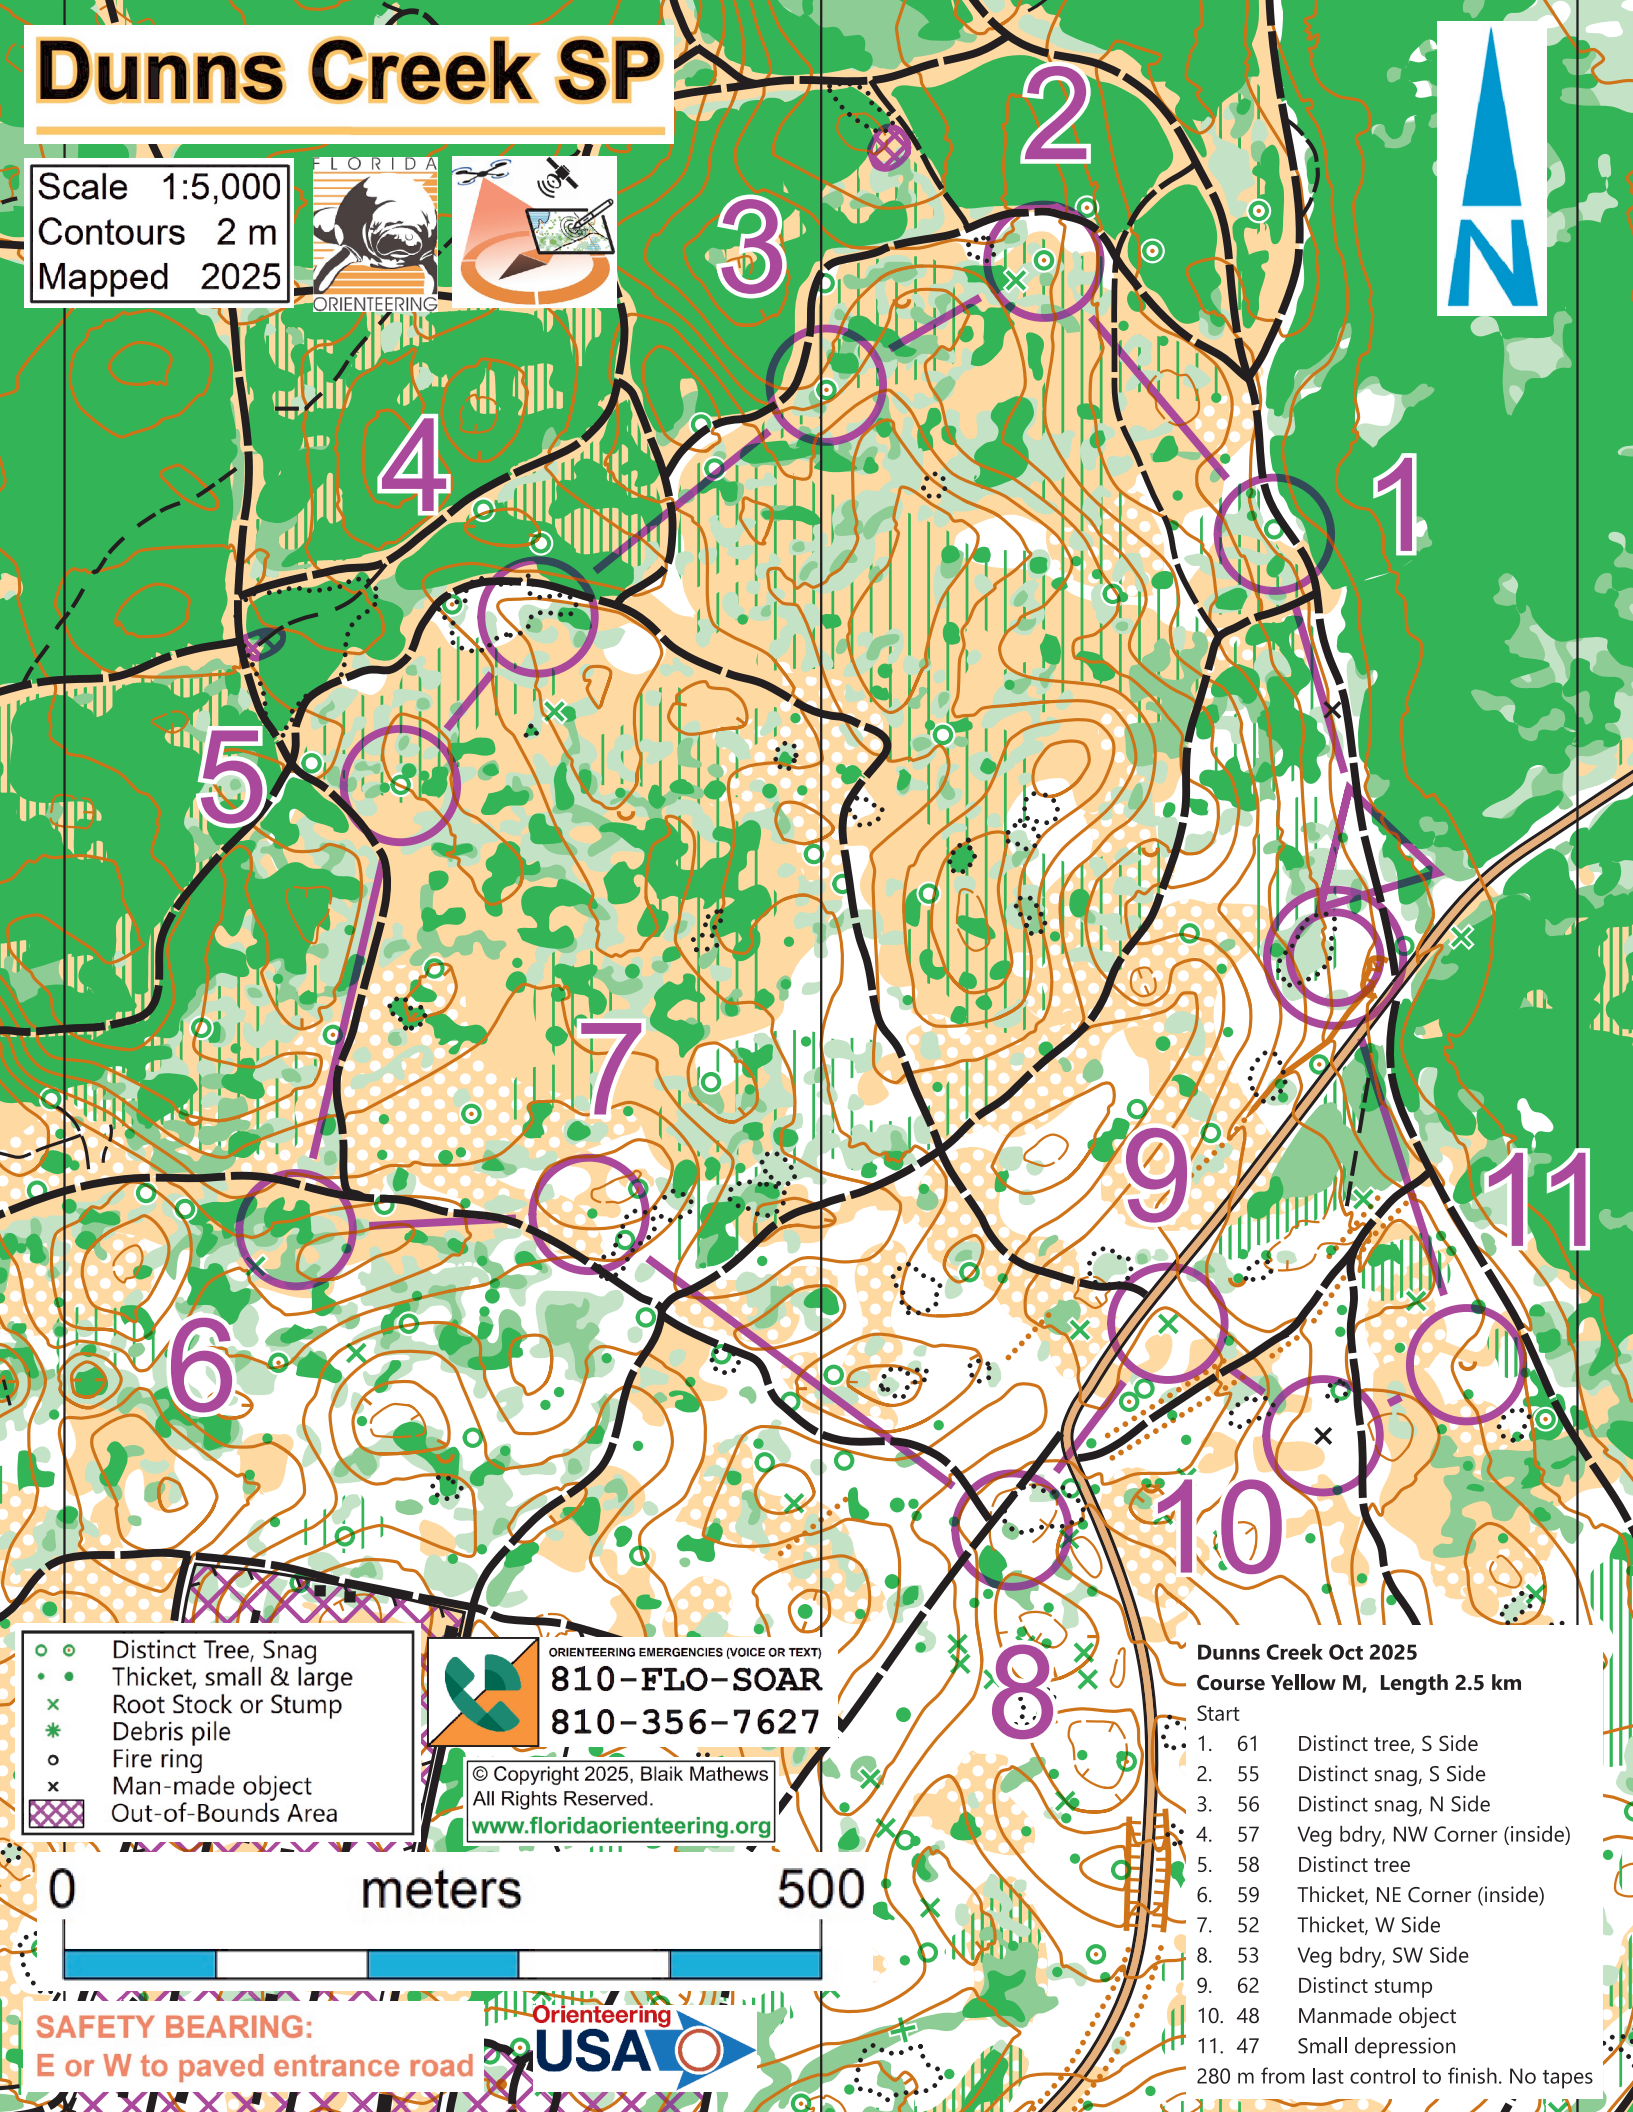 Dunns Creek SP
Scale 1:5,000
Contours 2 m
Mapped 2025
FLORIDA
ORIENTEERING
N
2
3
1
4
5
7
9
11
6
10
8
Distinct Tree, Snag
Thicket, small & large
Root Stock or Stump
Debris pile
Fire ring
Man-made object
Out-of-Bounds Area
ORIENTEERING EMERGENCIES (VOICE OR TEXT)
810-FLO-SOAR
810-356-7627
© Copyright 2025, Blaik Mathews
All Rights Reserved.
www.floridaorienteering.org
0 meters 500
SAFETY BEARING:
E or W to paved entrance road
Orienteering
USA
Dunns Creek Oct 2025
Course Yellow M, Length 2.5 km
Start
1. 61 Distinct tree, S Side
2. 55 Distinct snag, S Side
3. 56 Distinct snag, N Side
4. 57 Veg bdry, NW Corner (inside)
5. 58 Distinct tree
6. 59 Thicket, NE Corner (inside)
7. 52 Thicket, W Side
8. 53 Veg bdry, SW Side
9. 62 Distinct stump
10. 48 Manmade object
11. 47 Small depression
280 m from last control to finish. No tapes